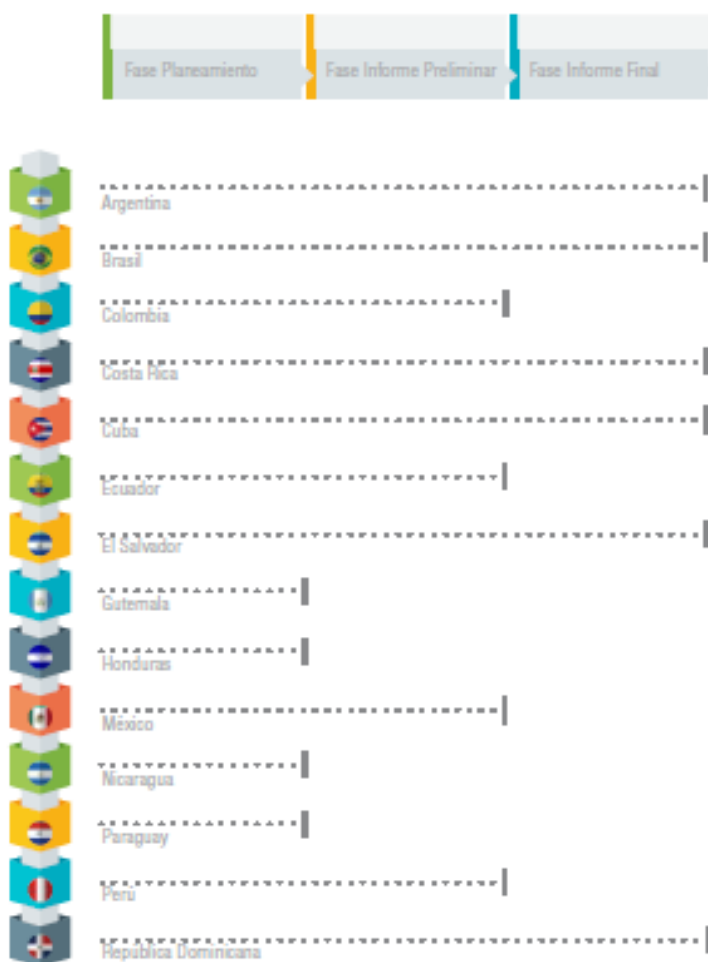 Fase Planeamiento Fase Informe Preliminar Fase Informe Final
Argentina
Brasil
Colombia
Costa Rica
Cuba
Ecuador
El Salvador
Gutemala
Honduras
México
Nicaragua
Paraguay
Perú
República Dominicana